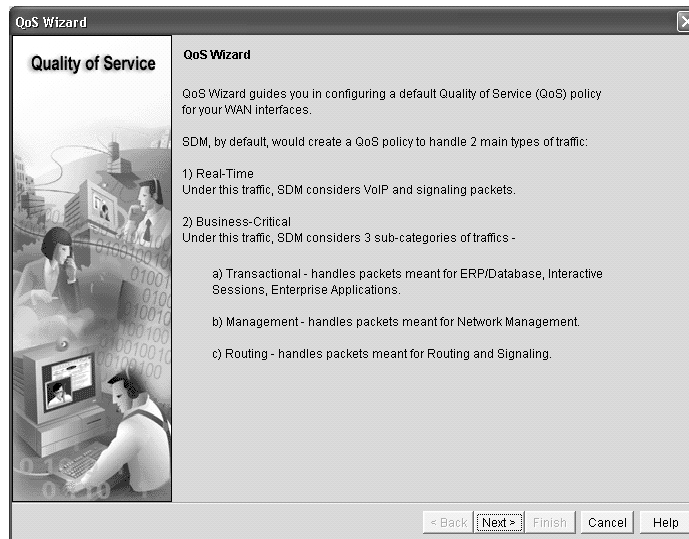 QoS Wizard
Quality of Service
QoS Wizard
QoS Wizard guides you in configuring a default Quality of Service (QoS) policy
for your WAN interfaces.
SDM, by default, would create a QoS policy to handle 2 main types of traffic:
1) Real-Time
Under this traffic, SDM considers VoIP and signaling packets.
2) Business-Critical
Under this traffic, SDM considers 3 sub-categories of traffics -
a) Transactional - handles packets meant for ERP/Database, Interactive
Sessions, Enterprise Applications.
b) Management - handles packets meant for Network Management.
c) Routing - handles packets meant for Routing and Signaling.
< Back Next > Finish Cancel Help